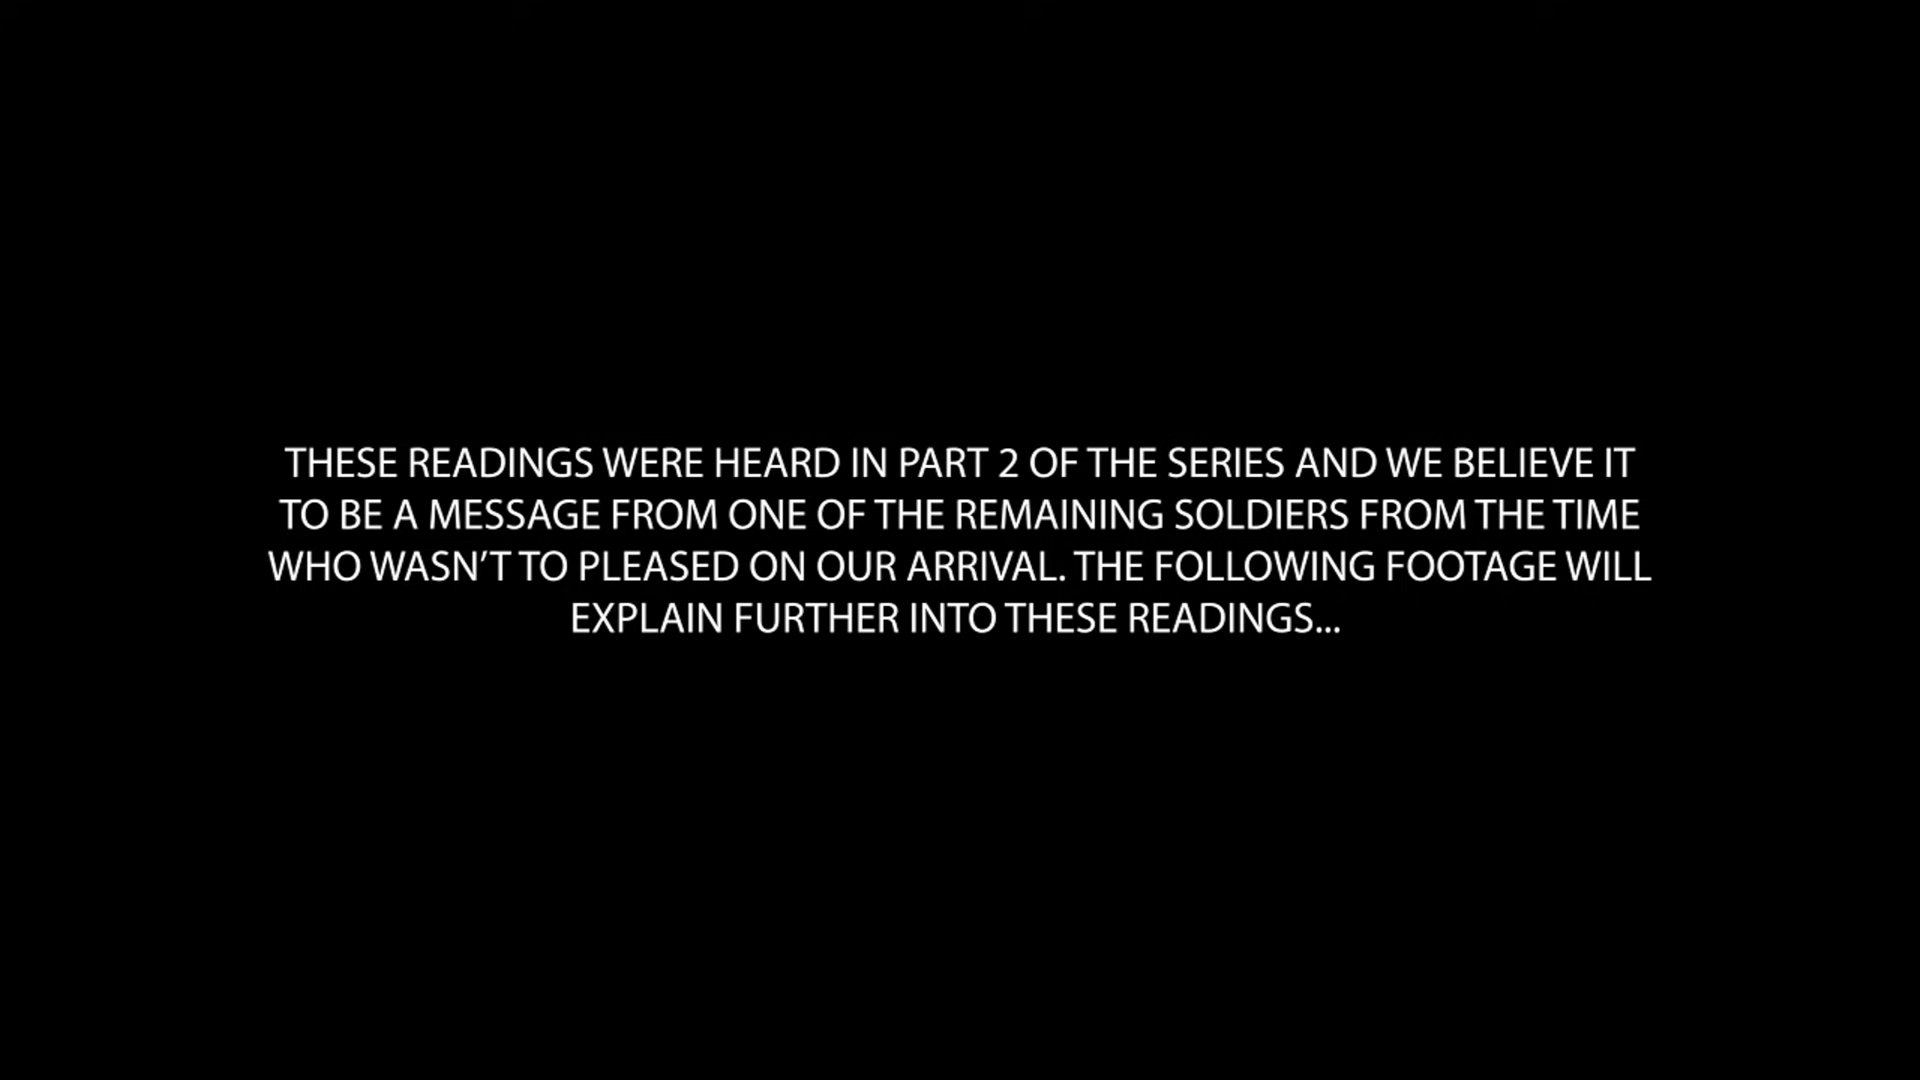 THESE READINGS WERE HEARD IN PART 2 OF THE SERIES AND WE BELIEVE IT
TO BE A MESSAGE FROM ONE OF THE REMAINING SOLDIERS FROM THE TIME
WHO WASN’T TO PLEASED ON OUR ARRIVAL. THE FOLLOWING FOOTAGE WILL
EXPLAIN FURTHER INTO THESE READINGS...